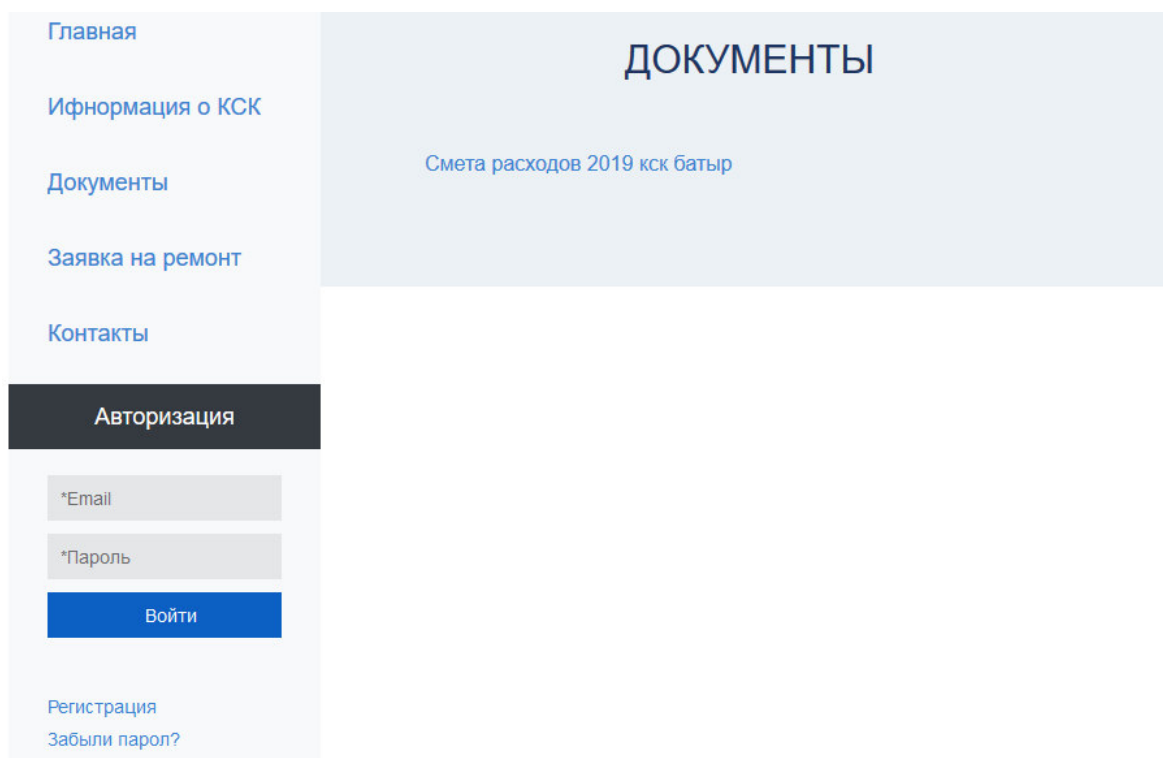 Главная
Ифнормация о КСК
Документы
Заявка на ремонт
Контакты
Авторизация
*Email
*Пароль
Войти
Регистрация
Забыли парол?
ДОКУМЕНТЫ
Смета расходов 2019 кск батыр